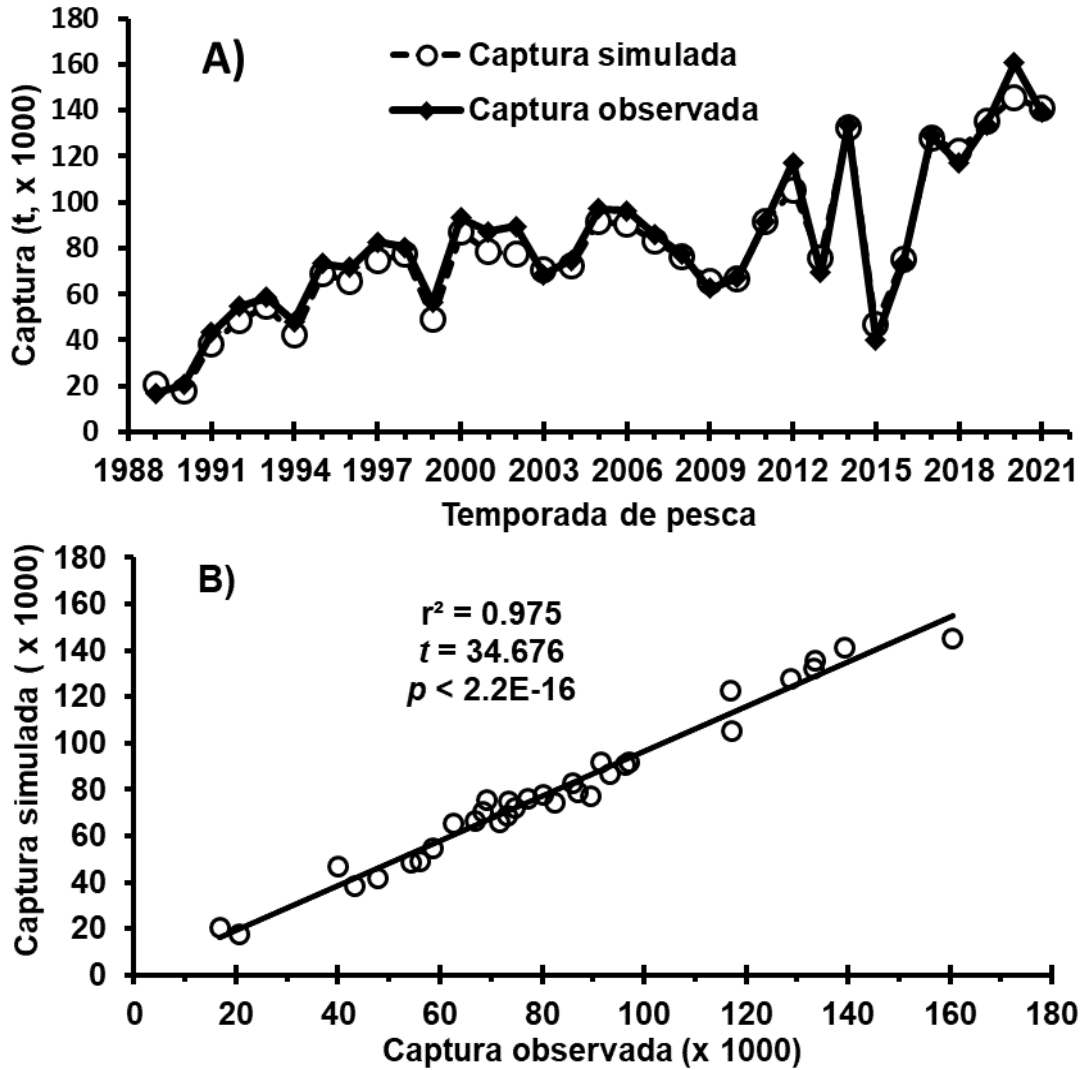 A)
Captura simulada
Captura observada
Captura (t, x 1000)
180
160
140
120
100
80
60
40
20
0
1988 1991 1994 1997 2000 2003 2006 2009 2012 2015 2018 2021
Temporada de pesca
B)
r² = 0.975
t = 34.676
p < 2.2E-16
Captura simulada ( x 1000)
180
160
140
120
100
80
60
40
20
0
0 20 40 60 80 100 120 140 160 180
Captura observada (x 1000)